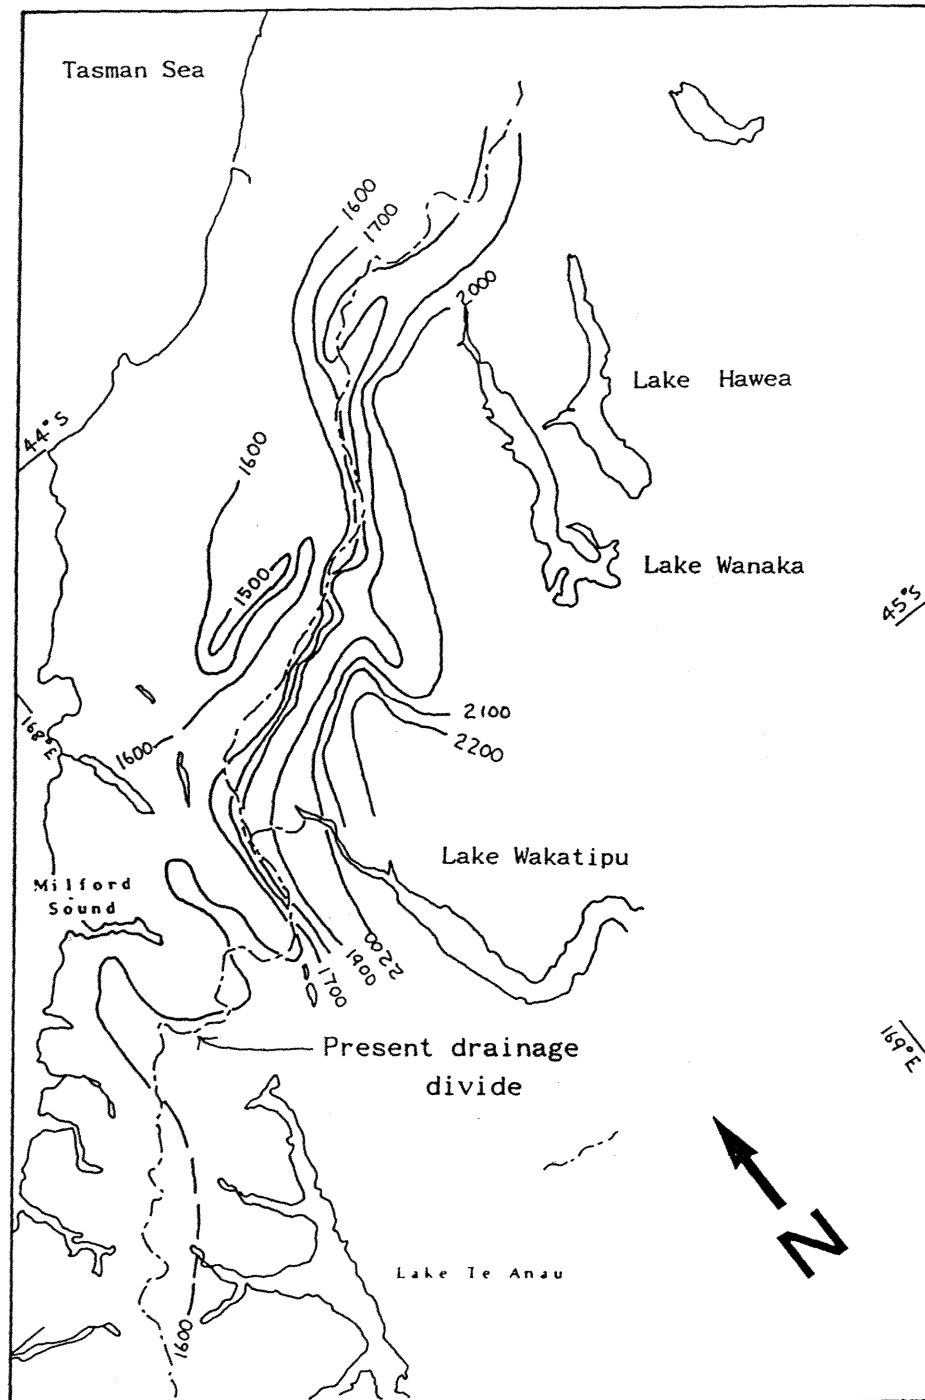 Tasman Sea
1600
1700
2000
Lake Hawea
44°S
1600
1500
Lake Wanaka
45°S
168°E
1600
2100
2200
Lake Wakatipu
Milford
Sound
2200
1900
1700
Present drainage
divide
169°E
N
Lake Te Anau
1600